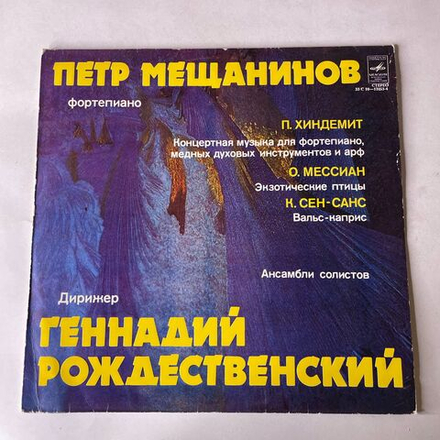 ПЕТР МЕЩАНИНОВ
фортепиано
СТЕРЕО
П. ХИНДЕМИТ
Концертная музыка для фортепиано,
медных духовых инструментов и арф
О. МЕССИАН
Экзотические птицы
К. СЕН-САНС
Вальс-каприс
Ансамбли солистов
Дирижер
ГЕННАДИЙ
РОЖДЕСТВЕНСКИЙ